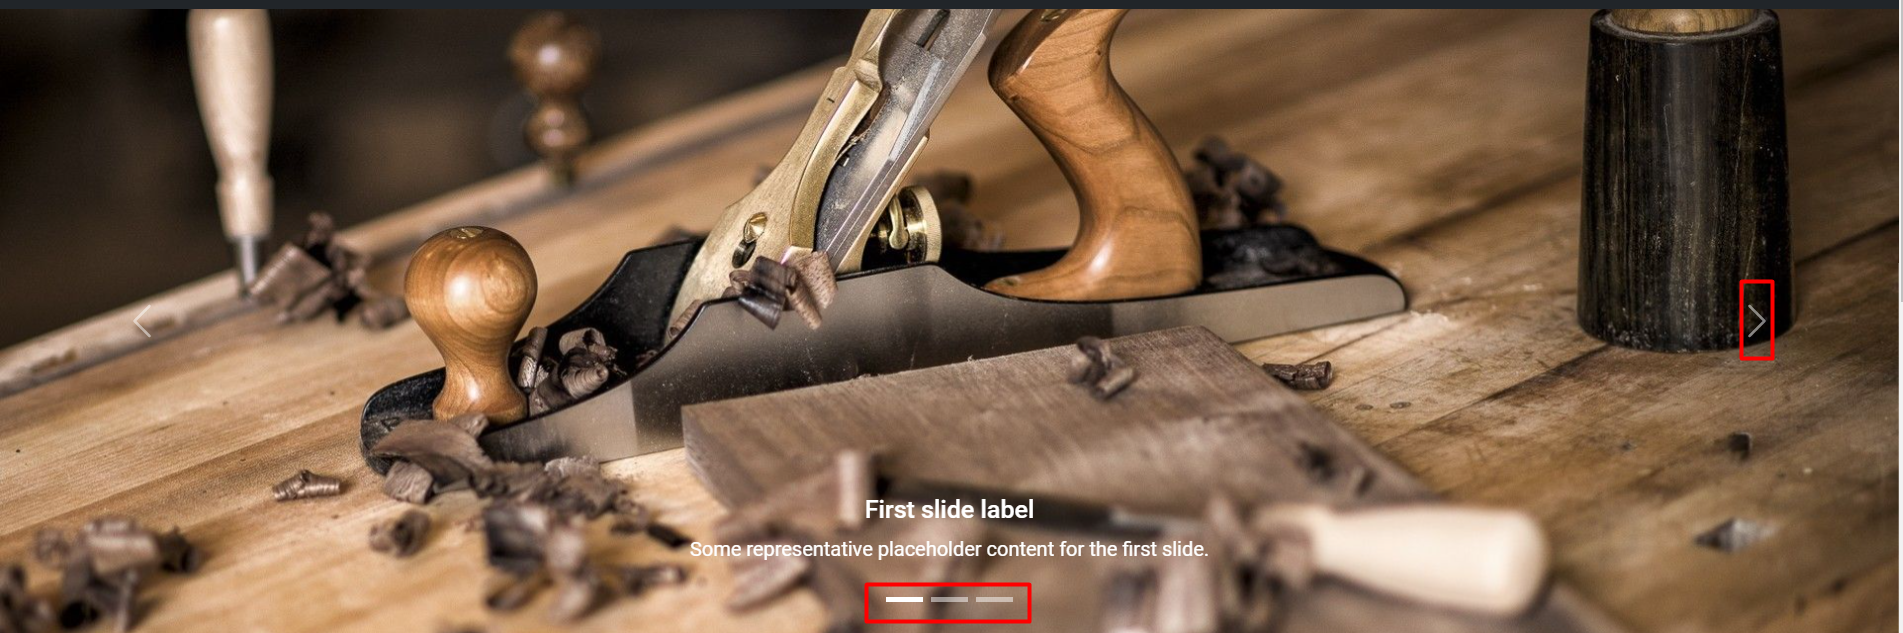 First slide label
Some representative placeholder content for the first slide.